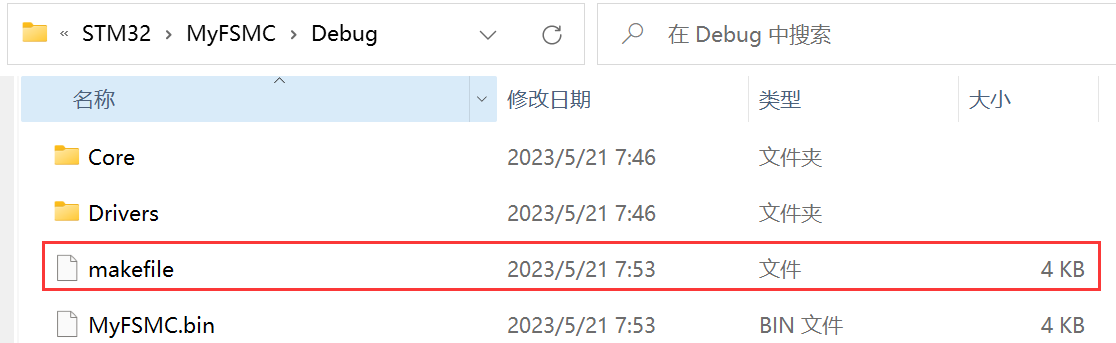 « STM32 › MyFSMC › Debug 在 Debug 中搜索
名称 修改日期 类型 大小
Core 2023/5/21 7:46 文件夹
Drivers 2023/5/21 7:46 文件夹
makefile 2023/5/21 7:53 文件 4 KB
MyFSMC.bin 2023/5/21 7:53 BIN 文件 4 KB